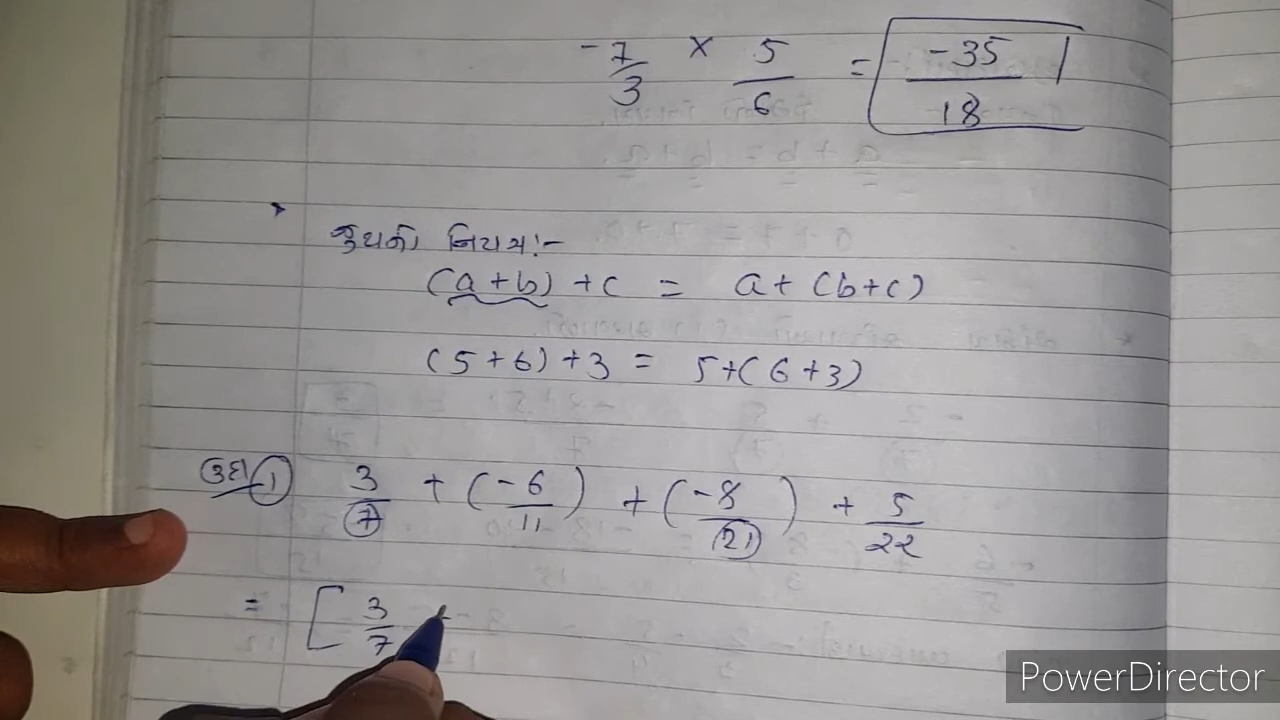 -7/3 × 5/6 = -35/18
જુથનો નિયમ:-
(a+b)+c = a+(b+c)
(5+6)+3 = 5+(6+3)
ઉદા 1 3/7 + (-6/11) + (-8/21) + 5/22
= [ 3/7 +
PowerDirector